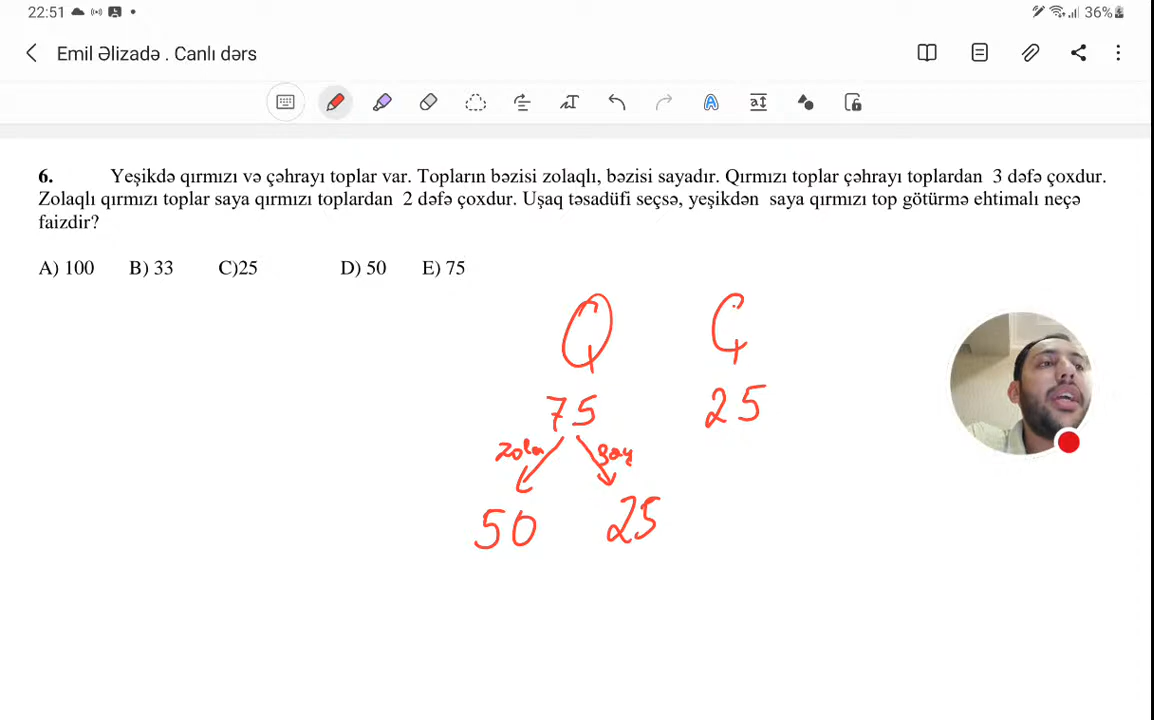 22:51 36%
Emil Əlizadə . Canlı dərs
6. Yeşikdə qırmızı və çəhrayı toplar var. Topların bəzisi zolaqlı, bəzisi sayadır. Qırmızı toplar çəhrayı toplardan 3 dəfə çoxdur.
Zolaqlı qırmızı toplar saya qırmızı toplardan 2 dəfə çoxdur. Uşaq təsadüfi seçsə, yeşikdən saya qırmızı top götürmə ehtimalı neçə
faizdir?
A) 100 B) 33 C)25 D) 50 E) 75
Q Ç
75 25
zola say
50 25